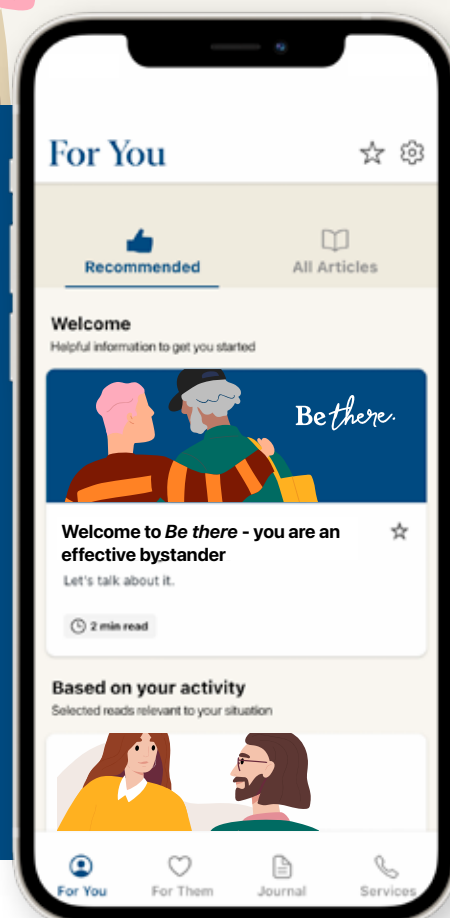 For You
Recommended
All Articles
Welcome
Helpful information to get you started
Be there.
Welcome to Be there - you are an
effective bystander
Let's talk about it.
2 min read
Based on your activity
Selected reads relevant to your situation
For You
For Them
Journal
Services